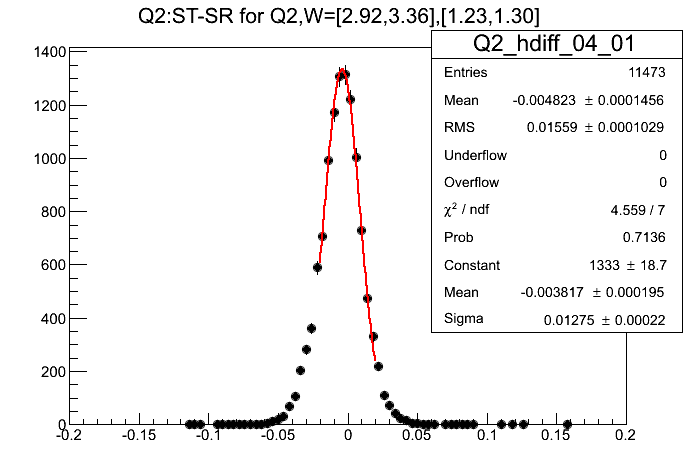 Q2:ST-SR for Q2,W=[2.92,3.36],[1.23,1.30]
Q2_hdiff_04_01
Entries 11473
Mean -0.004823 ± 0.0001456
RMS 0.01559 ± 0.0001029
Underflow 0
Overflow 0
χ² / ndf 4.559 / 7
Prob 0.7136
Constant 1333 ± 18.7
Mean -0.003817 ± 0.000195
Sigma 0.01275 ± 0.00022
1400
1200
1000
800
600
400
200
0
-0.2 -0.15 -0.1 -0.05 0 0.05 0.1 0.15 0.2